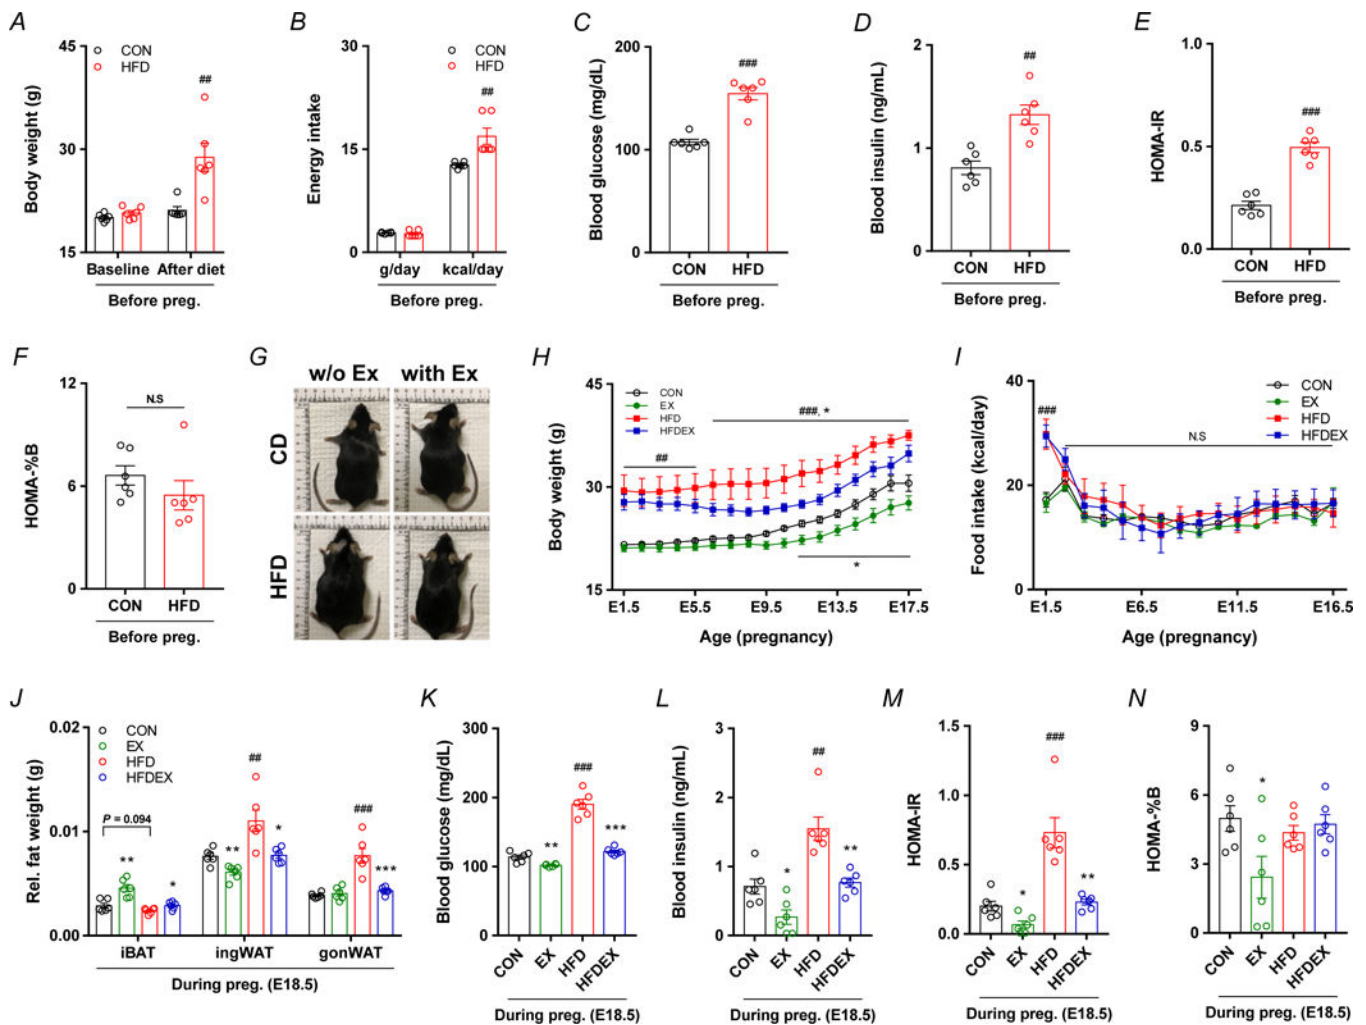 A
Body weight (g)
45
30
15
CON
HFD
##
Baseline After diet
Before preg.
B
Energy intake
30
15
0
CON
HFD
##
g/day kcal/day
Before preg.
C
Blood glucose (mg/dL)
200
100
0
###
CON HFD
Before preg.
D
Blood insulin (ng/mL)
2
1
0
##
CON HFD
Before preg.
E
HOMA-IR
1.0
0.5
0.0
###
CON HFD
Before preg.
F
HOMA-%B
12
6
0
N.S
CON HFD
Before preg.
G
w/o Ex with Ex
CD
HFD
H
Body weight (g)
45
30
15
CON
EX
HFD
HFDEX
###, *
##
*
E1.5 E5.5 E9.5 E13.5 E17.5
Age (pregnancy)
I
Food intake (kcal/day)
40
20
0
###
CON
EX
HFD
HFDEX
N.S
E1.5 E6.5 E11.5 E16.5
Age (pregnancy)
J
Rel. fat weight (g)
0.02
0.01
0.00
CON
EX
HFD
HFDEX
P = 0.094
**
*
**
##
*
###
***
iBAT ingWAT gonWAT
During preg. (E18.5)
K
Blood glucose (mg/dL)
300
200
100
0
**
###
***
CON EX HFD HFDEX
During preg. (E18.5)
L
Blood insulin (ng/mL)
3
2
1
0
*
##
**
CON EX HFD HFDEX
During preg. (E18.5)
M
HOMA-IR
1.5
1.0
0.5
0.0
*
###
**
CON EX HFD HFDEX
During preg. (E18.5)
N
HOMA-%B
9
6
3
0
*
CON EX HFD HFDEX
During preg. (E18.5)